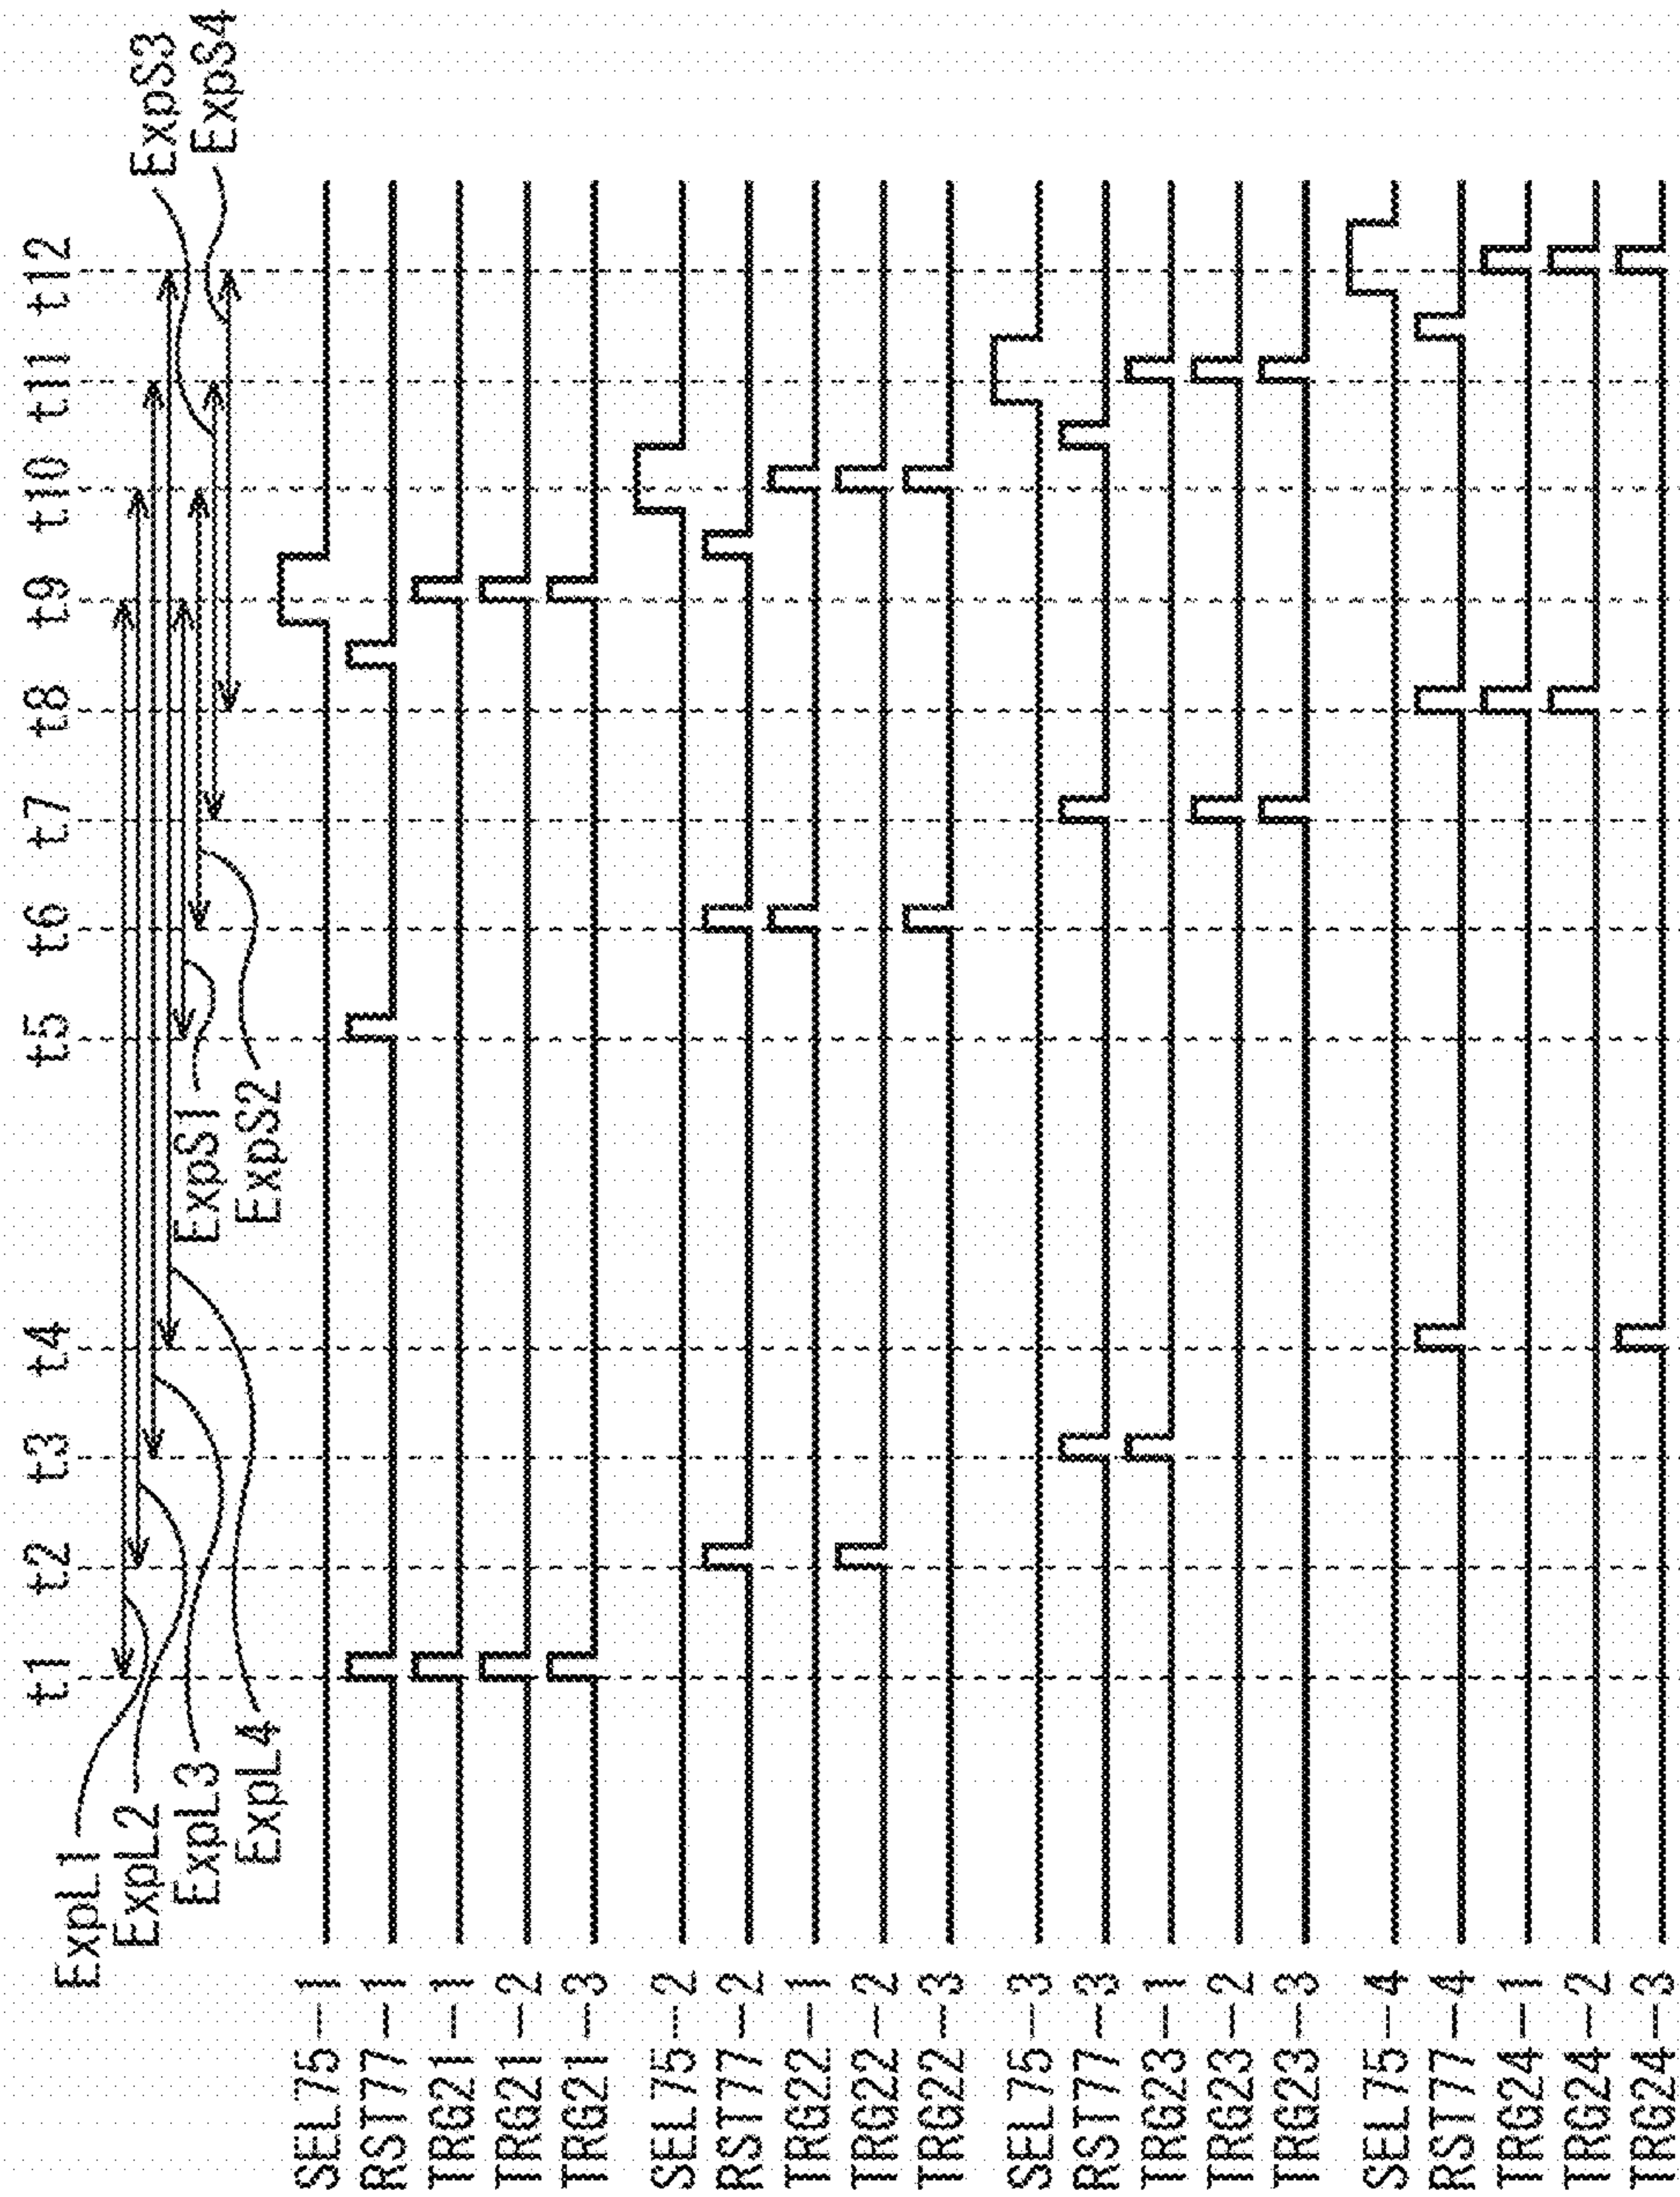 t1 t2 t3 t4 t5 t6 t7 t8 t9 t10 t11 t12
ExpL1
ExpL2
ExpL3
ExpL4
ExpS1
ExpS2
ExpS3
ExpS4
SEL75-1
RST77-1
TRG21-1
TRG21-2
TRG21-3
SEL75-2
RST77-2
TRG22-1
TRG22-2
TRG22-3
SEL75-3
RST77-3
TRG23-1
TRG23-2
TRG23-3
SEL75-4
RST77-4
TRG24-1
TRG24-2
TRG24-3